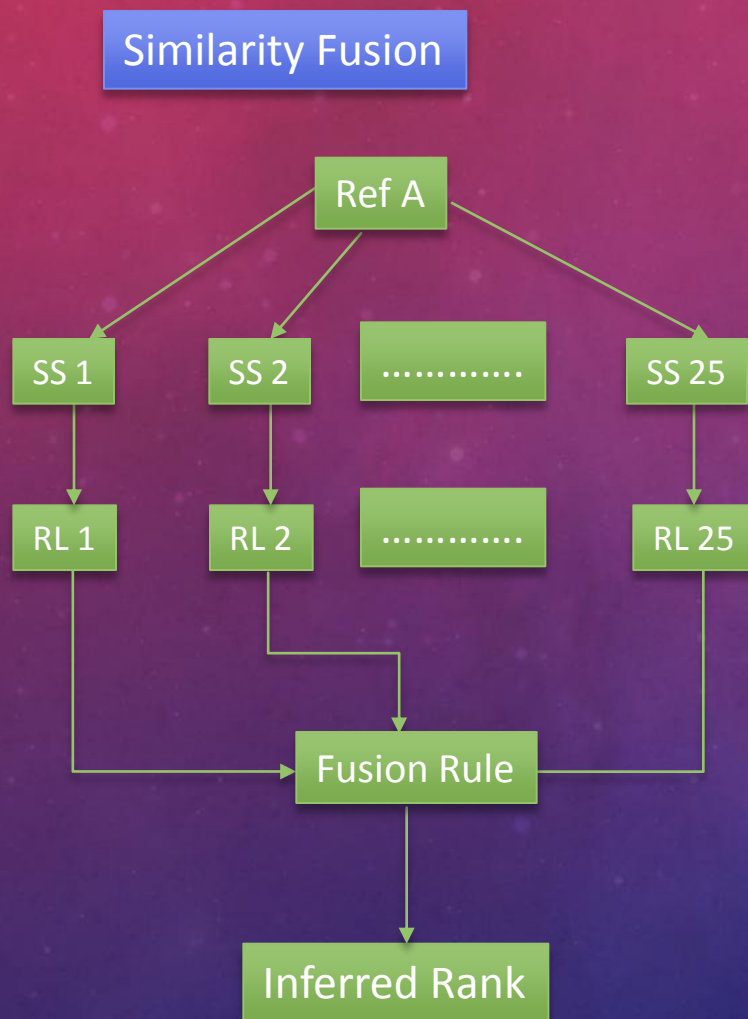 Similarity Fusion
Ref A
SS 1
SS 2
………….
SS 25
RL 1
RL 2
………….
RL 25
Fusion Rule
Inferred Rank